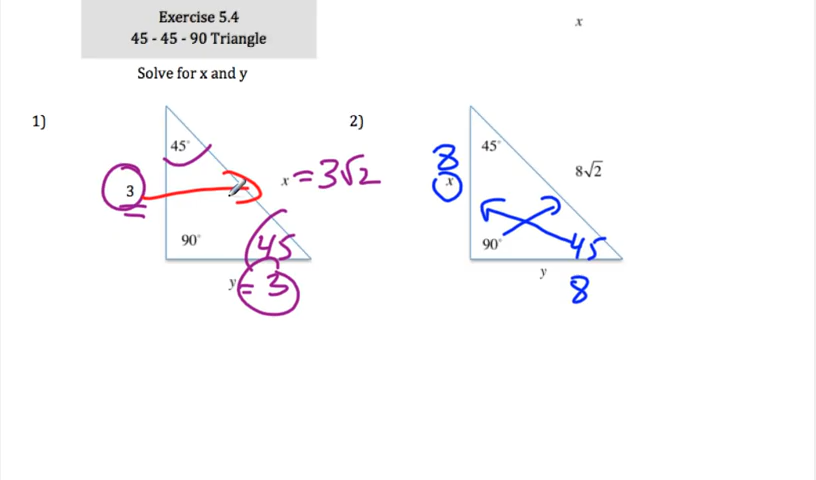 Exercise 5.4
45 - 45 - 90 Triangle
x
Solve for x and y
1)
45°
3
x = 3√2
90°
45
y = 3
2)
45°
8
x
8√2
90°
45
y
8